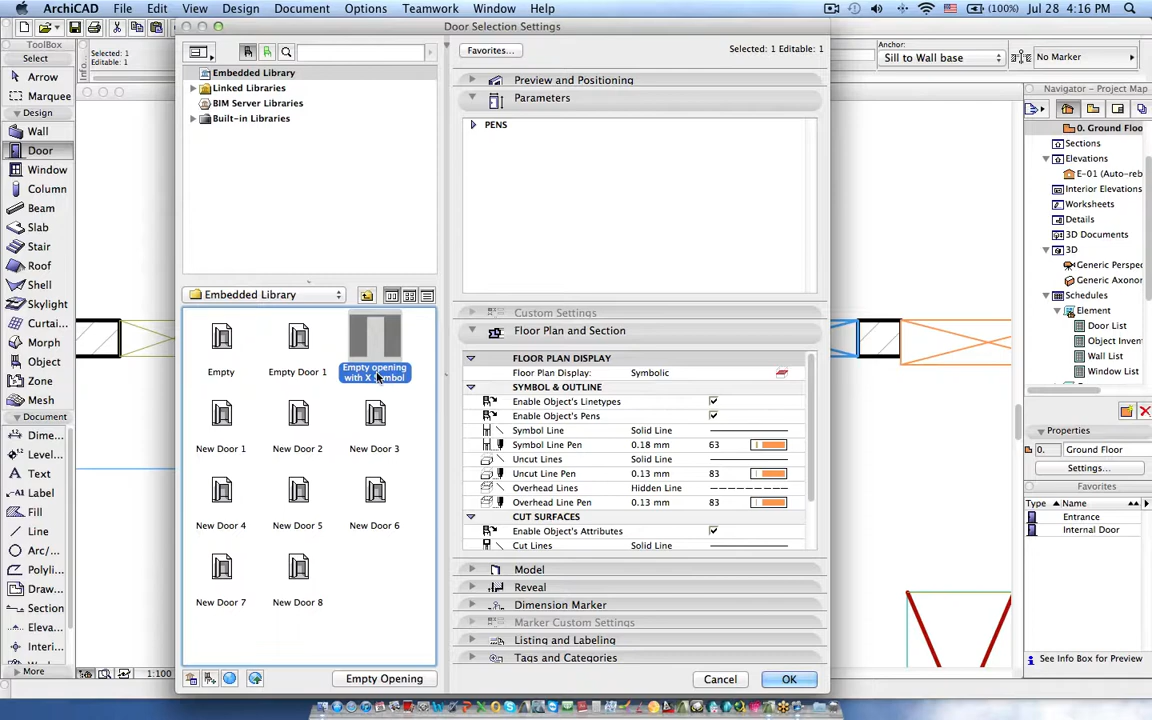 ArchiCAD File Edit View Design Document Options Teamwork Window Help (100%) Jul 28 4:16 PM
Door Selection Settings
ToolBox
Select
Arrow
Marquee
Design
Wall
Door
Window
Column
Beam
Slab
Stair
Roof
Shell
Skylight
Curtai...
Morph
Object
Zone
Mesh
Document
Dime...
Level...
Text
Label
Fill
Line
Arc/...
Polyli...
Draw...
Section
Eleva...
Interi...
More
Selected: 1
Editable: 1
1:100
Embedded Library
Linked Libraries
BIM Server Libraries
Built-in Libraries
Embedded Library
Empty
Empty Door 1
Empty opening
with X Symbol
New Door 1
New Door 2
New Door 3
New Door 4
New Door 5
New Door 6
New Door 7
New Door 8
Empty Opening
Favorites...
Selected: 1 Editable: 1
Preview and Positioning
Parameters
PENS
Custom Settings
Floor Plan and Section
FLOOR PLAN DISPLAY
Floor Plan Display: Symbolic
SYMBOL & OUTLINE
Enable Object's Linetypes
Enable Object's Pens
Symbol Line Solid Line
Symbol Line Pen 0.18 mm 63
Uncut Lines Solid Line
Uncut Line Pen 0.13 mm 83
Overhead Lines Hidden Line
Overhead Line Pen 0.13 mm 83
CUT SURFACES
Enable Object's Attributes
Cut Lines Solid Line
Model
Reveal
Dimension Marker
Marker Custom Settings
Listing and Labeling
Tags and Categories
Cancel
OK
Anchor:
Sill to Wall base
No Marker
Navigator - Project Map
0. Ground Floo
Sections
Elevations
E-01 (Auto-reb
Interior Elevations
Worksheets
Details
3D Documents
3D
Generic Perspe
Generic Axono
Schedules
Element
Door List
Object Inven
Wall List
Window List
Properties
0. Ground Floor
Settings...
Favorites
Type Name
Entrance
Internal Door
See Info Box for Preview